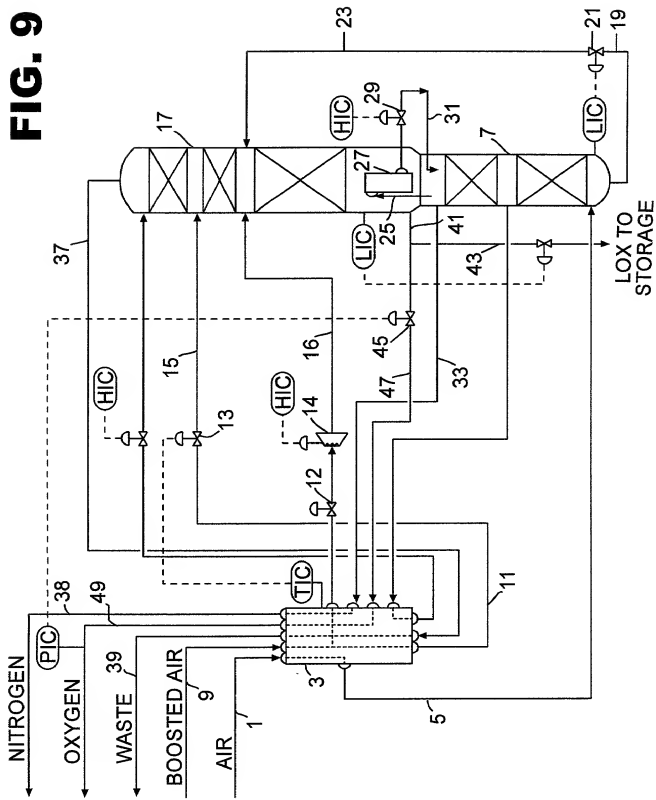 FIG. 9
23
21
19
17
HIC
29
31
LIC
27
7
25
37
LIC
41
43
LOX TO
STORAGE
15
16
45
47
33
HIC
13
HIC
14
12
TIC
11
38
49
PIC
39
9
1
3
5
NITROGEN
OXYGEN
WASTE
BOOSTED AIR
AIR